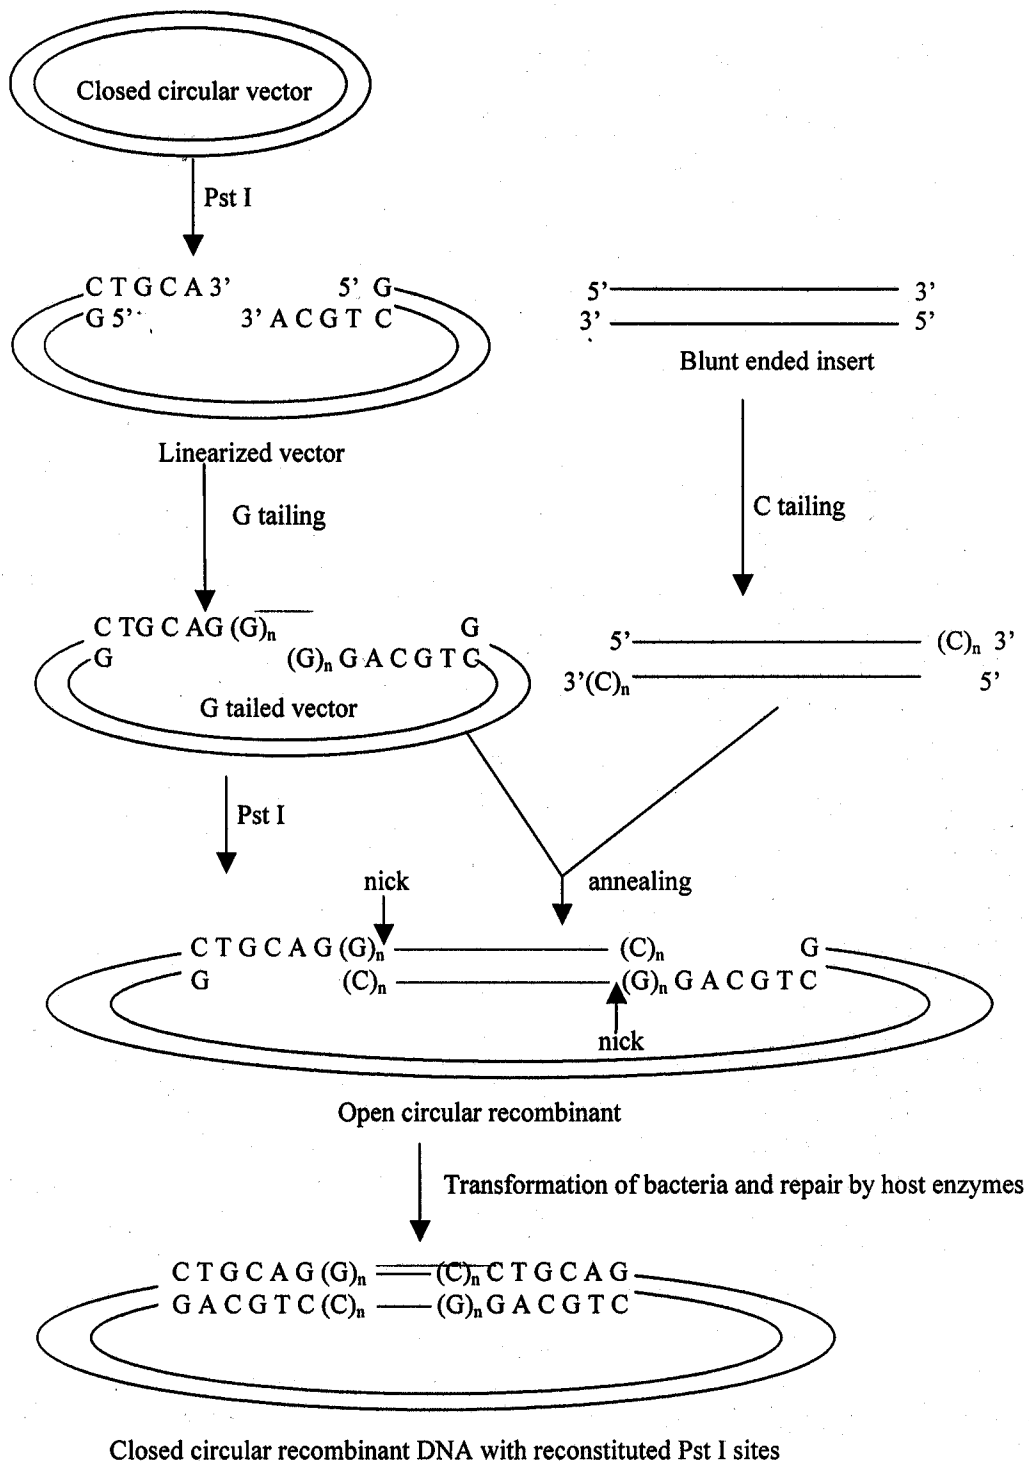 Closed circular vector
Pst I
C T G C A 3’ 5’ G
G 5’ 3’ A C G T C
Linearized vector
5’ 3’
3’ 5’
Blunt ended insert
G tailing
C tailing
C TG C AG (G)n G
G (G)n G A C G T C
G tailed vector
5’ (C)n 3’
3’(C)n 5’
Pst I
nick
annealing
C T G C A G (G)n (C)n G
G (C)n (G)n G A C G T C
nick
Open circular recombinant
Transformation of bacteria and repair by host enzymes
C T G C A G (G)n (C)n C T G C A G
G A C G T C (C)n (G)n G A C G T C
Closed circular recombinant DNA with reconstituted Pst I sites